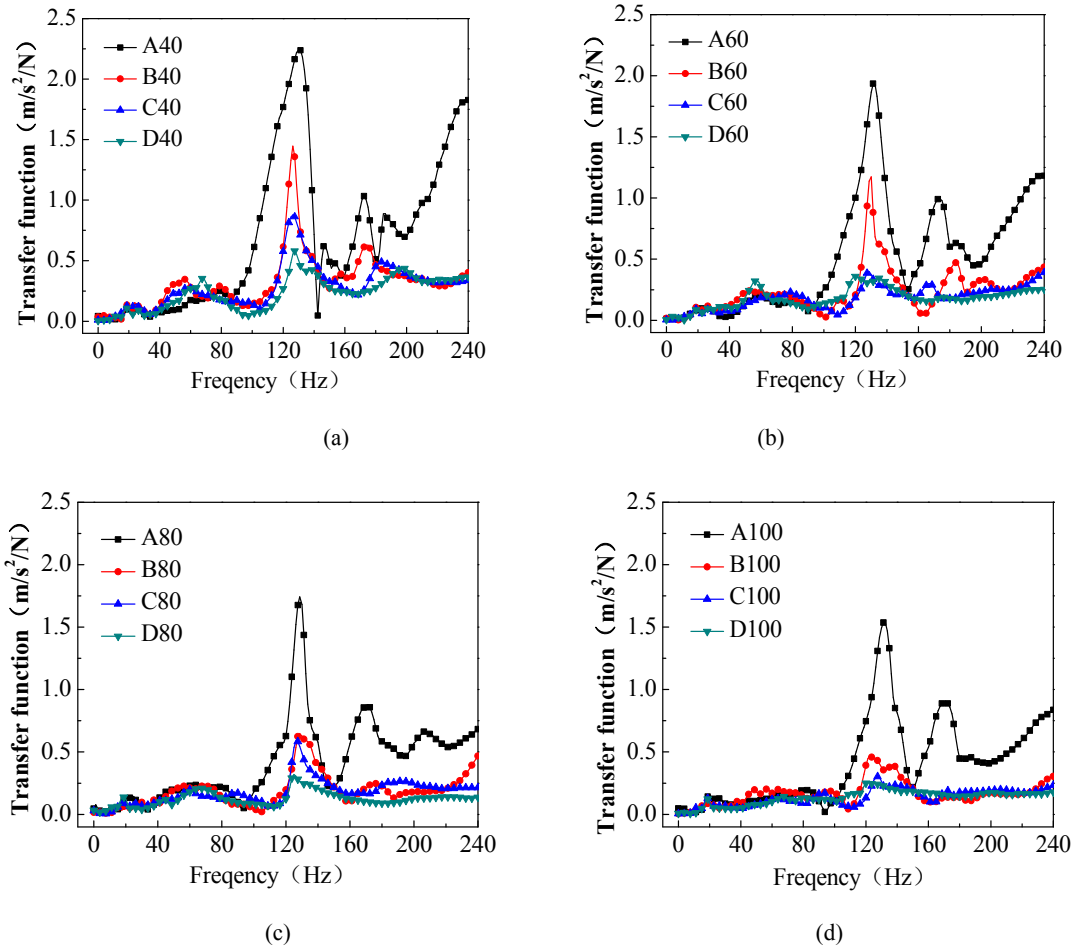 2.5
2.0
1.5
1.0
0.5
0.0
Transfer function（m/s²/N）
A40
B40
C40
D40
0 40 80 120 160 200 240
Freqency（Hz）
(a)
2.5
2.0
1.5
1.0
0.5
0.0
Transfer function（m/s²/N）
A60
B60
C60
D60
0 40 80 120 160 200 240
Freqency（Hz）
(b)
2.5
2.0
1.5
1.0
0.5
0.0
Transfer function（m/s²/N）
A80
B80
C80
D80
0 40 80 120 160 200 240
Freqency（Hz）
(c)
2.5
2.0
1.5
1.0
0.5
0.0
Transfer function（m/s²/N）
A100
B100
C100
D100
0 40 80 120 160 200 240
Freqency（Hz）
(d)